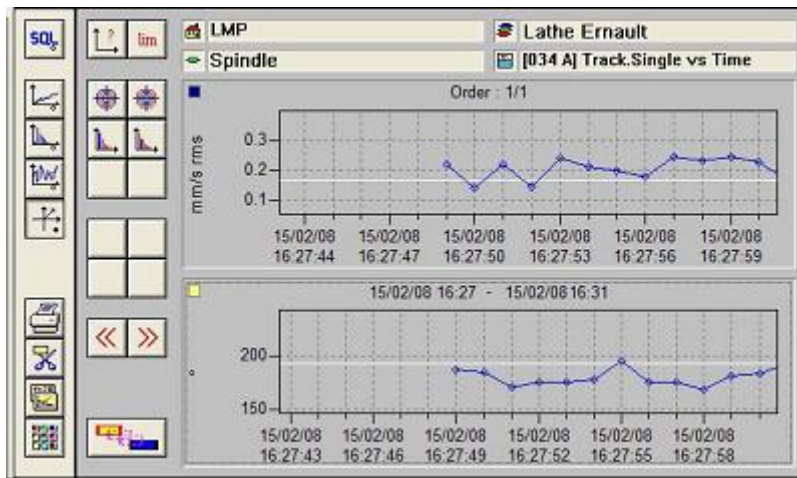 SQL
?
lim
LMP
Lathe Ernault
Spindle
[034 A] Track.Single vs Time
Order : 1/1
mm/s rms
0.3
0.2
0.1
15/02/08 15/02/08 15/02/08 15/02/08 15/02/08 15/02/08
16:27:44 16:27:47 16:27:50 16:27:53 16:27:56 16:27:59
15/02/08 16:27 - 15/02/08 16:31
°
200
150
15/02/08 15/02/08 15/02/08 15/02/08 15/02/08 15/02/08
16:27:43 16:27:46 16:27:49 16:27:52 16:27:55 16:27:58